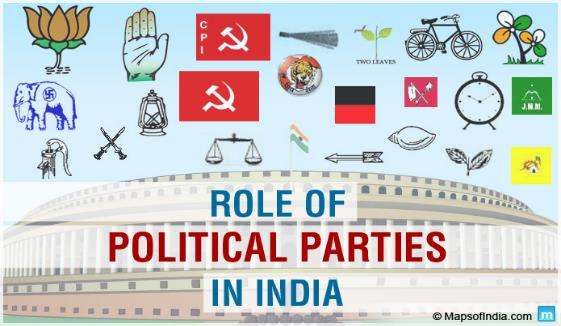 CPI
TWO LEAVES
J.M.M.
ROLE OF
POLITICAL PARTIES
IN INDIA
© MapsofIndia.com m